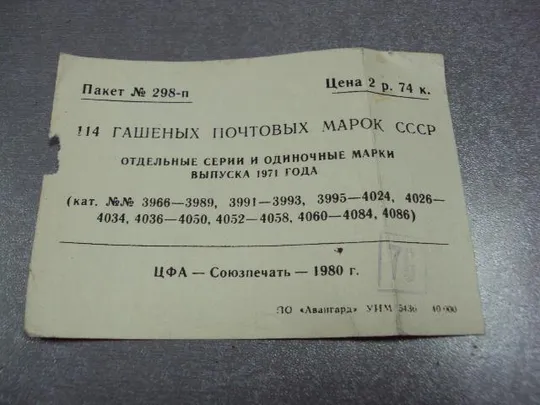 Пакет № 298-п
Цена 2 р. 74 к.
114 ГАШЕНЫХ ПОЧТОВЫХ МАРОК СССР
ОТДЕЛЬНЫЕ СЕРИИ И ОДИНОЧНЫЕ МАРКИ
ВЫПУСКА 1971 ГОДА
(кат. №№ 3966—3989, 3991—3993, 3995—4024, 4026—
4034, 4036—4050, 4052—4058, 4060—4084, 4086)
ЦФА — Союзпечать — 1980 г.
ПО «Авангард» УИМ 5436 40 000